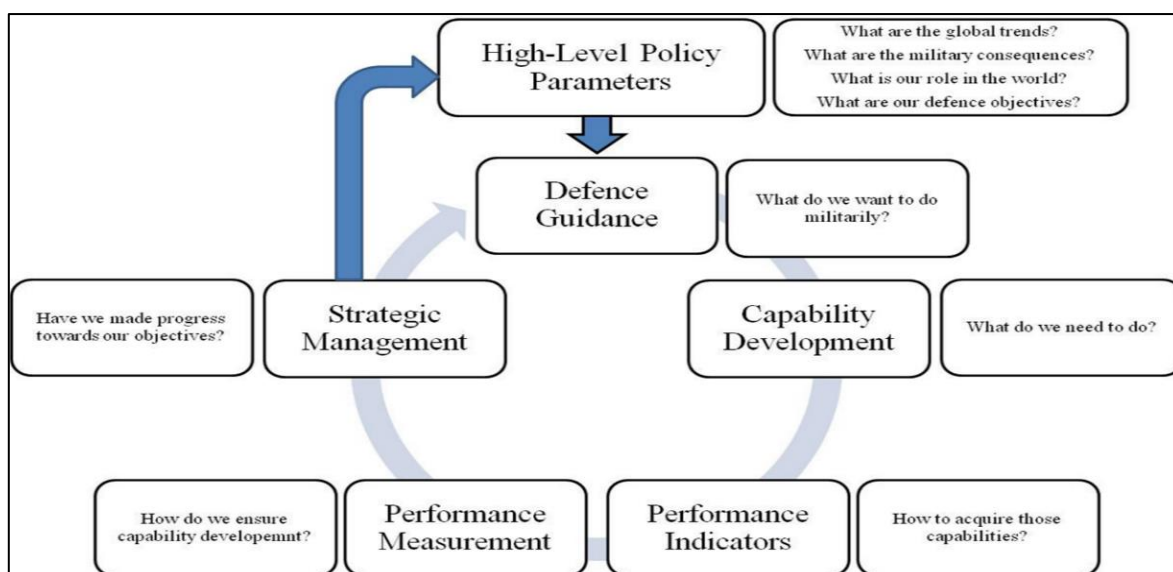 High-Level Policy
Parameters
What are the global trends?
What are the military consequences?
What is our role in the world?
What are our defence objectives?
Defence
Guidance
What do we want to do
militarily?
Have we made progress
towards our objectives?
Strategic
Management
Capability
Development
What do we need to do?
How do we ensure
capability developemnt?
Performance
Measurement
Performance
Indicators
How to acquire those
capabilities?